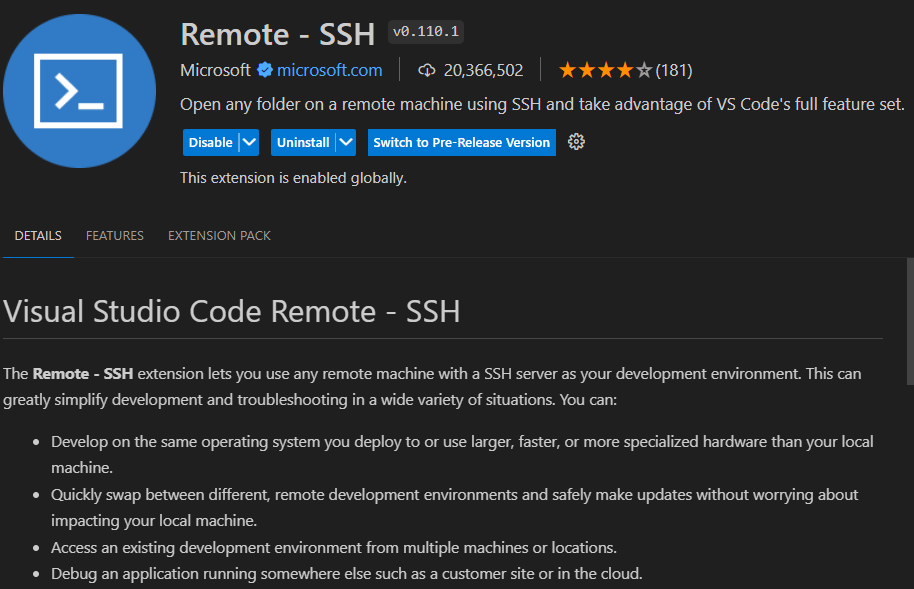 Remote - SSH v0.110.1
Microsoft microsoft.com 20,366,502 (181)
Open any folder on a remote machine using SSH and take advantage of VS Code's full feature set.
Disable Uninstall Switch to Pre-Release Version
This extension is enabled globally.
DETAILS FEATURES EXTENSION PACK
Visual Studio Code Remote - SSH
The Remote - SSH extension lets you use any remote machine with a SSH server as your development environment. This can
greatly simplify development and troubleshooting in a wide variety of situations. You can:
• Develop on the same operating system you deploy to or use larger, faster, or more specialized hardware than your local
machine.
• Quickly swap between different, remote development environments and safely make updates without worrying about
impacting your local machine.
• Access an existing development environment from multiple machines or locations.
• Debug an application running somewhere else such as a customer site or in the cloud.